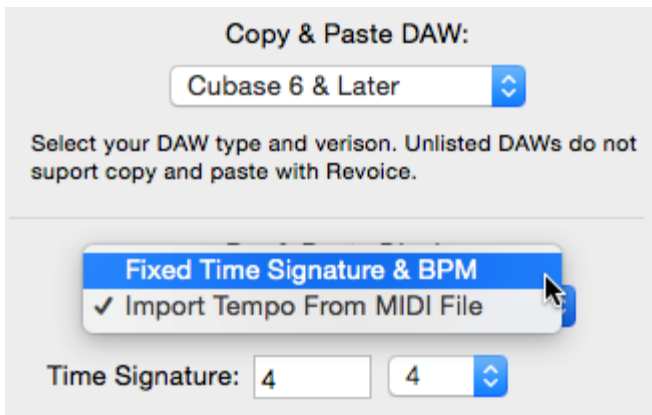 Copy & Paste DAW:
Cubase 6 & Later
Select your DAW type and verison. Unlisted DAWs do not
suport copy and paste with Revoice.
Fixed Time Signature & BPM
✓ Import Tempo From MIDI File
Time Signature: 4 4